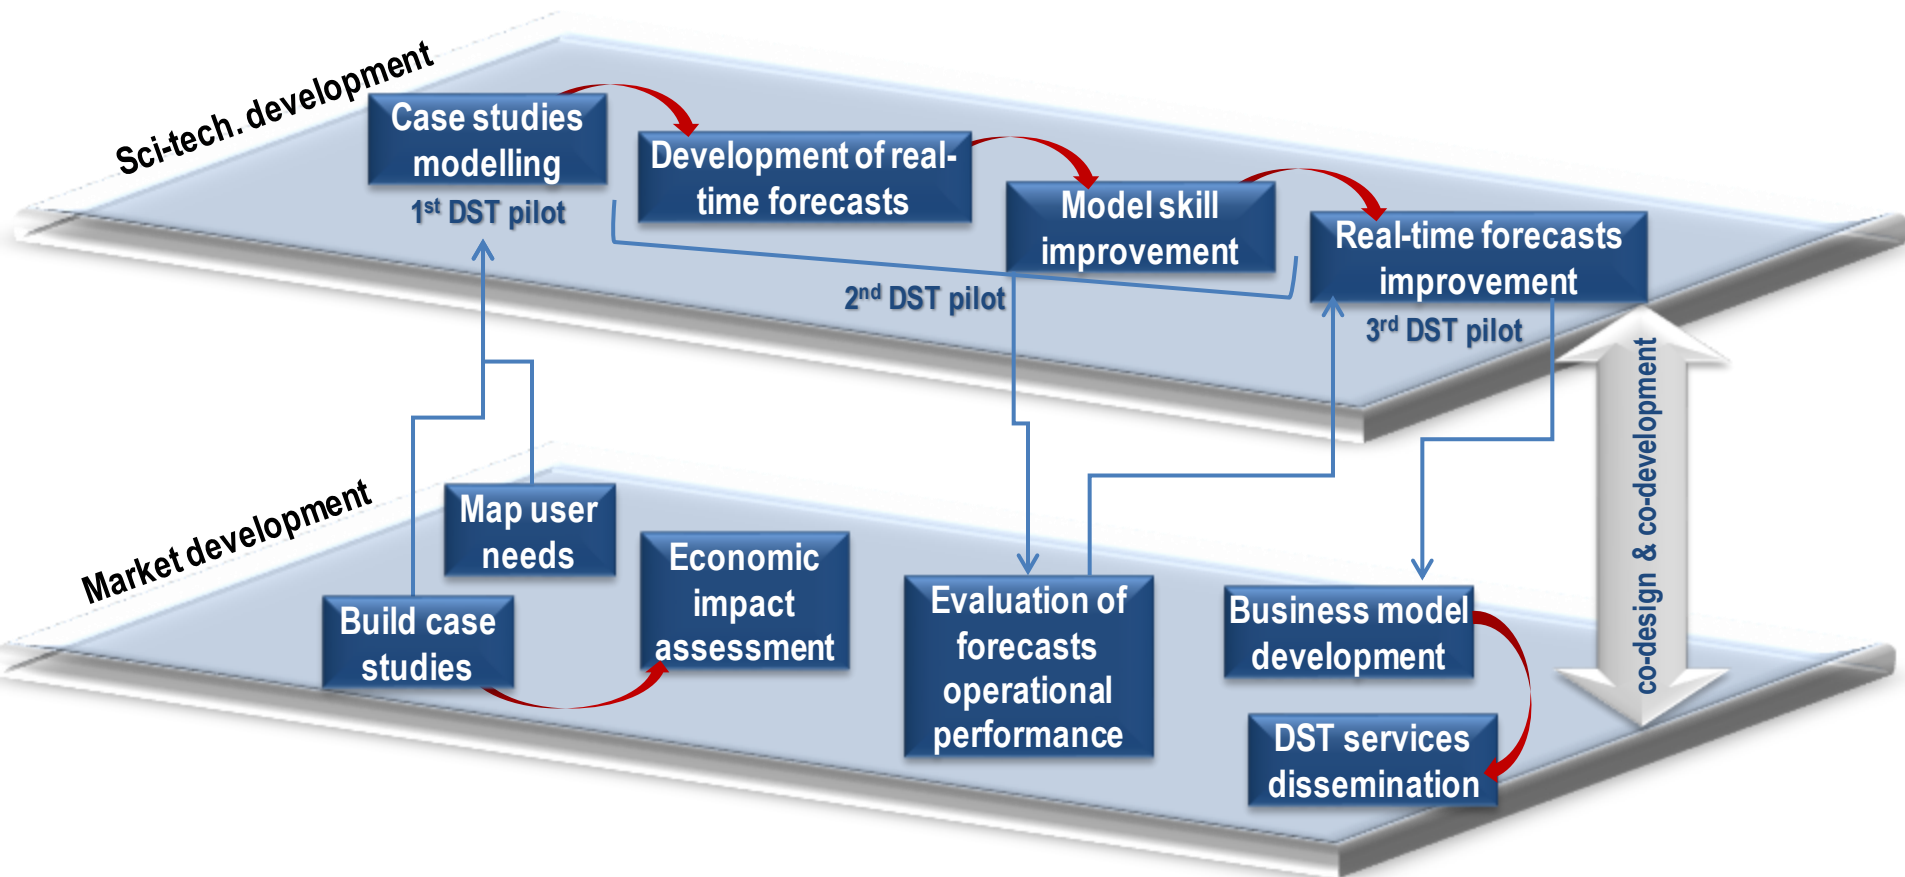 Sci-tech. development
Case studies
modelling
1st DST pilot
Development of real-
time forecasts
Model skill
improvement
2nd DST pilot
Real-time forecasts
improvement
3rd DST pilot
co-design & co-development
Market development
Map user
needs
Build case
studies
Economic
impact
assessment
Evaluation of
forecasts
operational
performance
Business model
development
DST services
dissemination